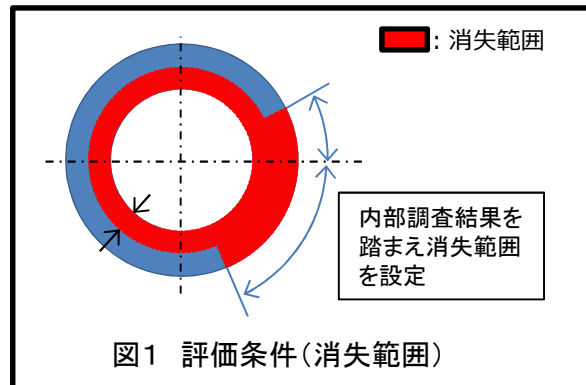 ：消失範囲
内部調査結果を
踏まえ消失範囲
を設定
図１　評価条件（消失範囲）